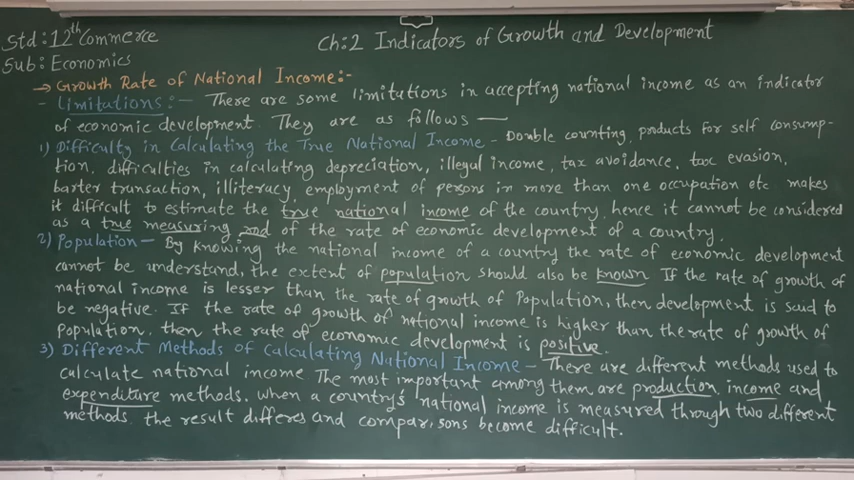 Std: 12th Commerce
Ch:2 Indicators of Growth and Development
Sub: Economics
→ Growth Rate of National Income:-
- Limitations:- There are some limitations in accepting national income as an indicator
of economic development. They are as follows —
1) Difficulty in Calculating the True National Income - Double counting, products for self consump-
tion, difficulties in calculating depreciation, illegal income, tax avoidance, tax evasion,
barter transaction, illiteracy, employment of persons in more than one occupation etc makes
it difficult to estimate the true national income of the country, hence it cannot be considered
as a true measuring rod of the rate of economic development of a country.
2) Population - By knowing the national income of a country the rate of economic development
cannot be understand, the extent of population should also be known If the rate of growth of
national income is lesser than the rate of growth of Population, then development is said to
be negative. If the rate of growth of national income is higher than the rate of growth of
Population, then the rate of economic development is positive.
3) Different Methods of Calculating National Income - There are different methods used to
calculate national income The most important among them are production, income and
expenditure methods. When a country's national income is measured through two different
methods the result differes and comparisons become difficult.